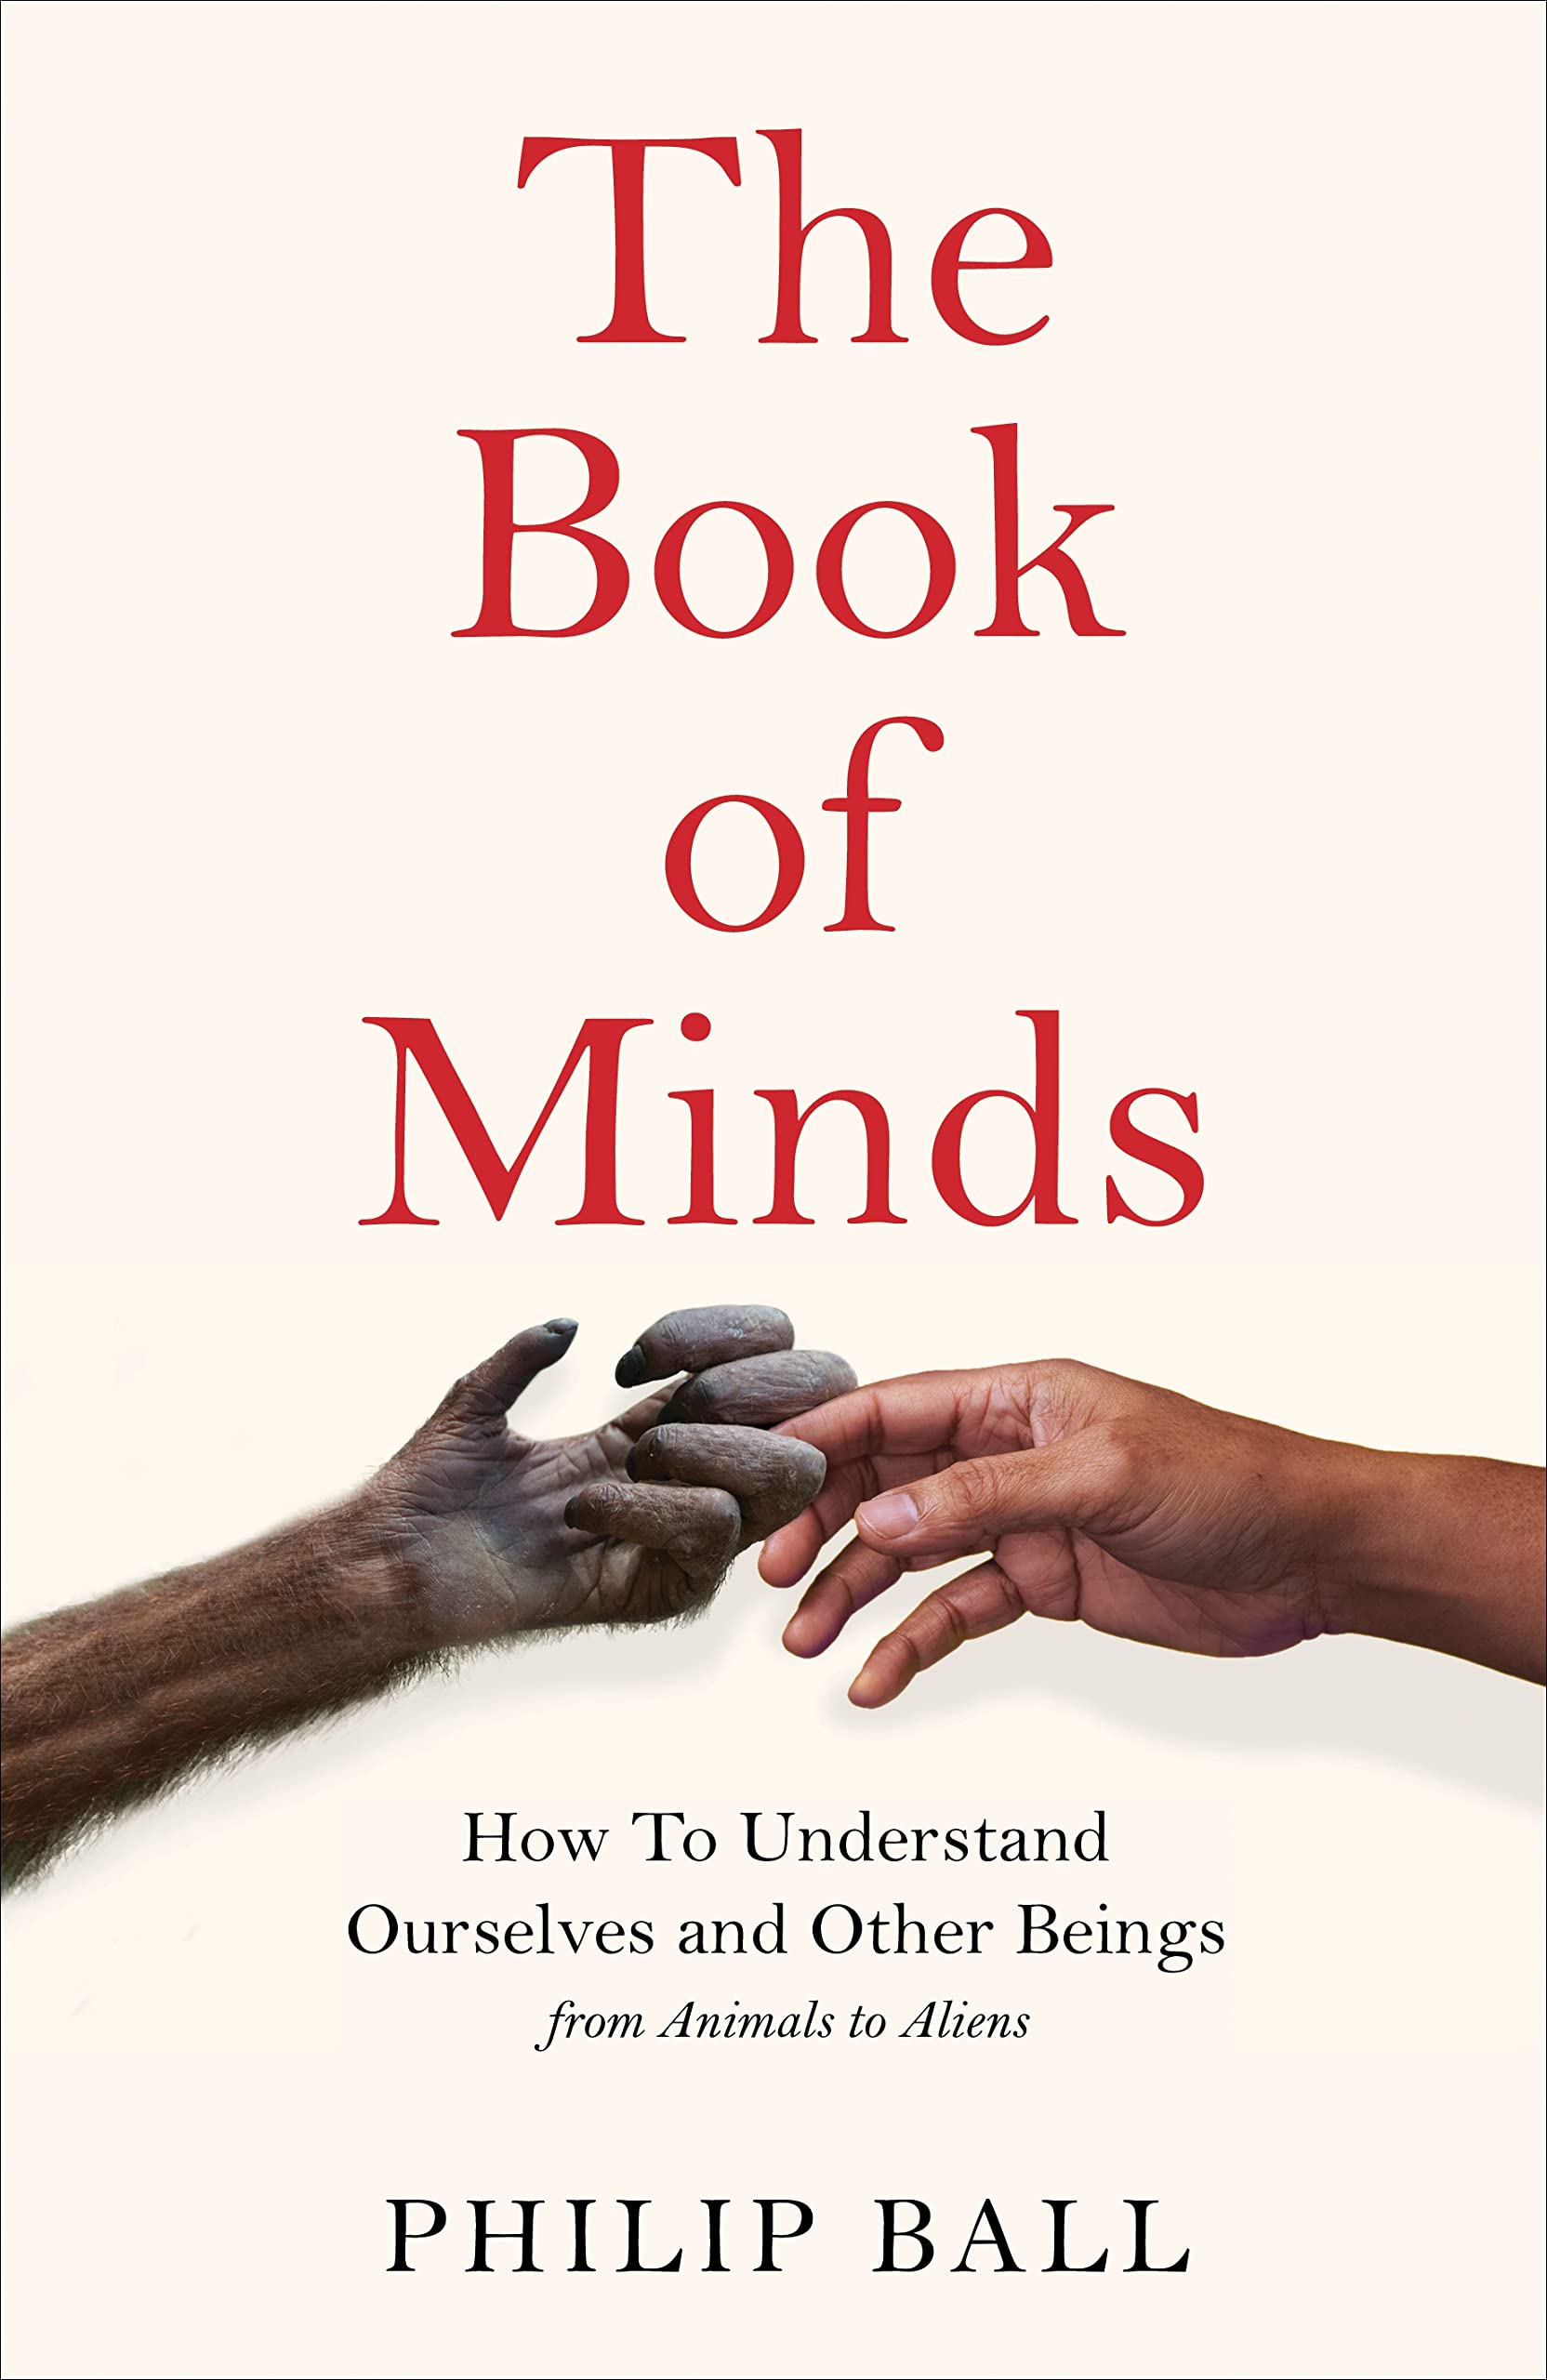 The
Book
of
Minds
How To Understand
Ourselves and Other Beings
from Animals to Aliens
PHILIP BALL